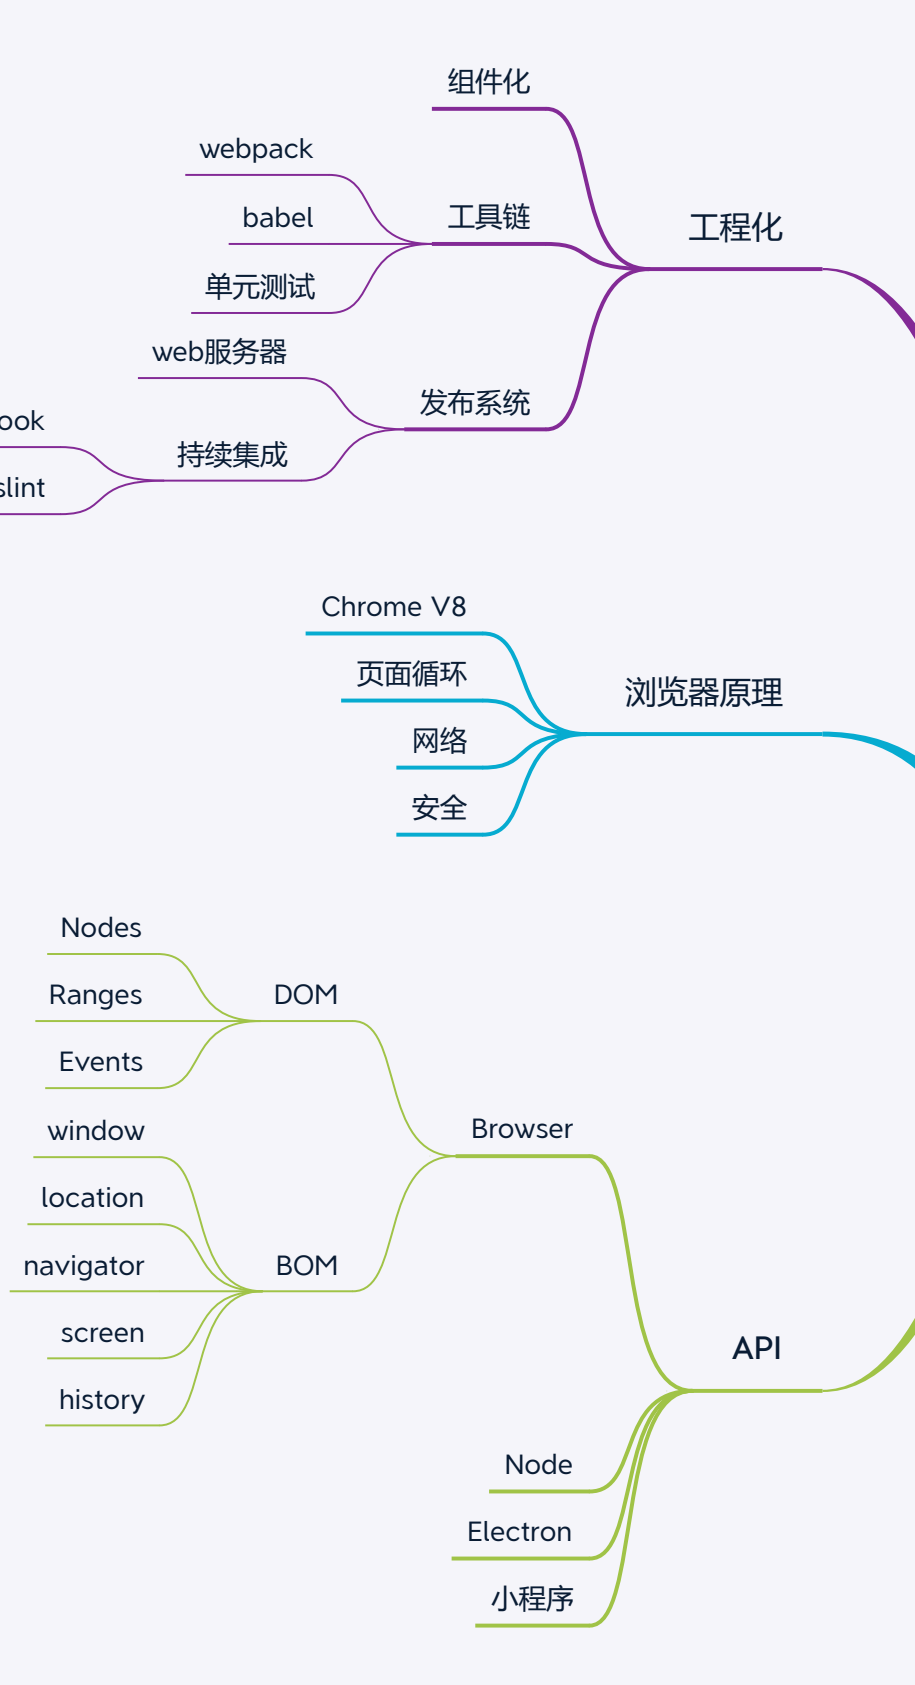 组件化
webpack
babel
工具链
工程化
单元测试
web服务器
发布系统
持续集成
Chrome V8
页面循环
浏览器原理
网络
安全
Nodes
Ranges
DOM
Events
window
Browser
location
navigator
BOM
screen
history
API
Node
Electron
小程序